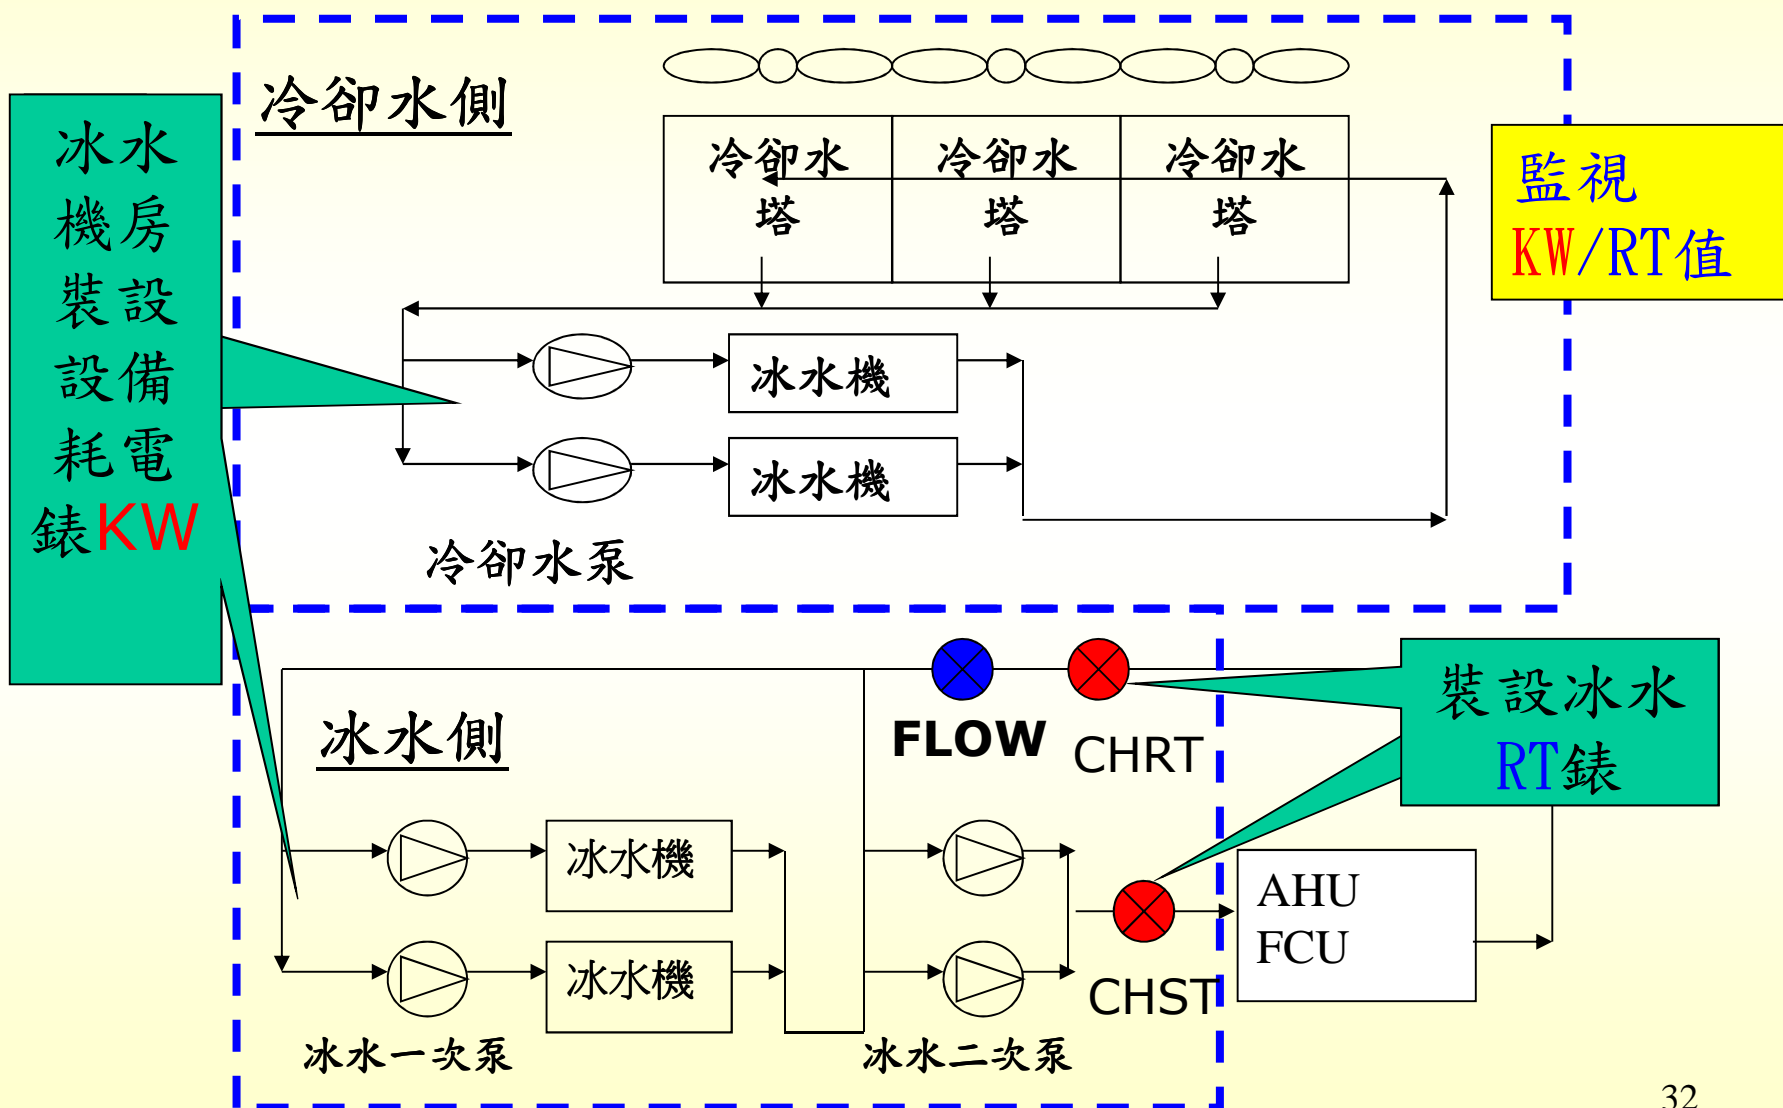 冷卻水側
冰水
機房
裝設
設備
耗電
錶KW
冷卻水
塔
冷卻水
塔
冷卻水
塔
監視
KW/RT值
冰水機
冰水機
冷卻水泵
冰水側
FLOW
CHRT
裝設冰水
RT錶
冰水機
冰水機
AHU
FCU
CHST
冰水一次泵
冰水二次泵
32